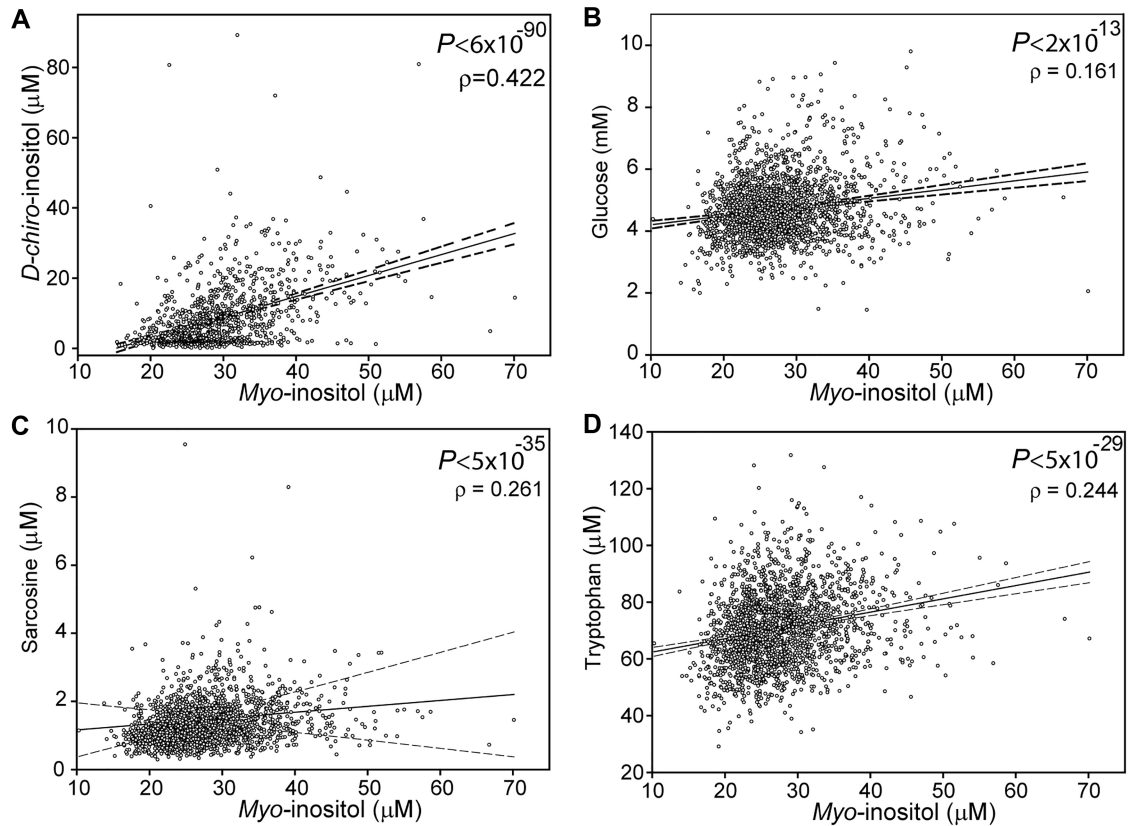 A
P<6x10-90
ρ=0.422
D-chiro-inositol (μM)
80
60
40
20
0
10 20 30 40 50 60 70
Myo-inositol (μM)
B
P<2x10-13
ρ = 0.161
Glucose (mM)
10
8
6
4
2
0
10 20 30 40 50 60 70
Myo-inositol (μM)
C
P<5x10-35
ρ = 0.261
Sarcosine (μM)
10
8
6
4
2
0
10 20 30 40 50 60 70
Myo-inositol (μM)
D
P<5x10-29
ρ = 0.244
Tryptophan (μM)
140
120
100
80
60
40
20
10 20 30 40 50 60 70
Myo-inositol (μM)